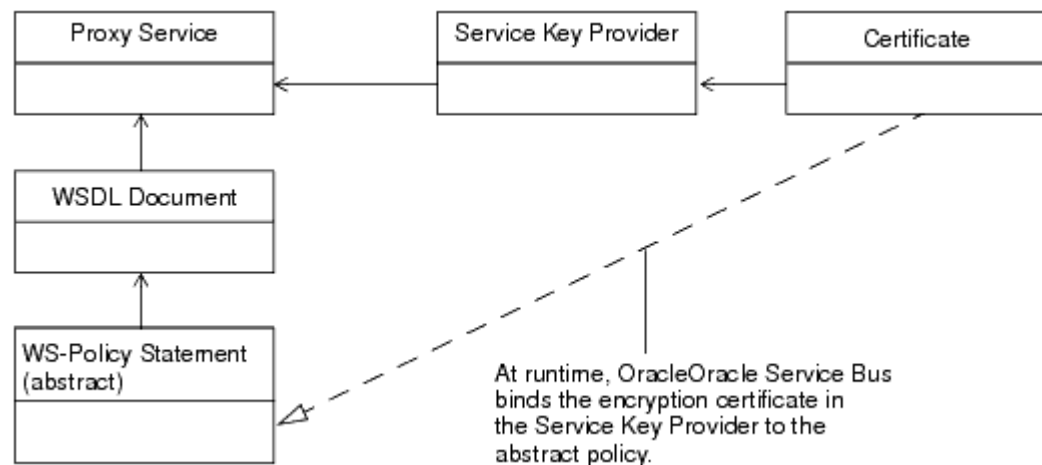 Proxy Service
Service Key Provider
Certificate
WSDL Document
WS-Policy Statement
(abstract)
At runtime, OracleOracle Service Bus
binds the encryption certificate in
the Service Key Provider to the
abstract policy.